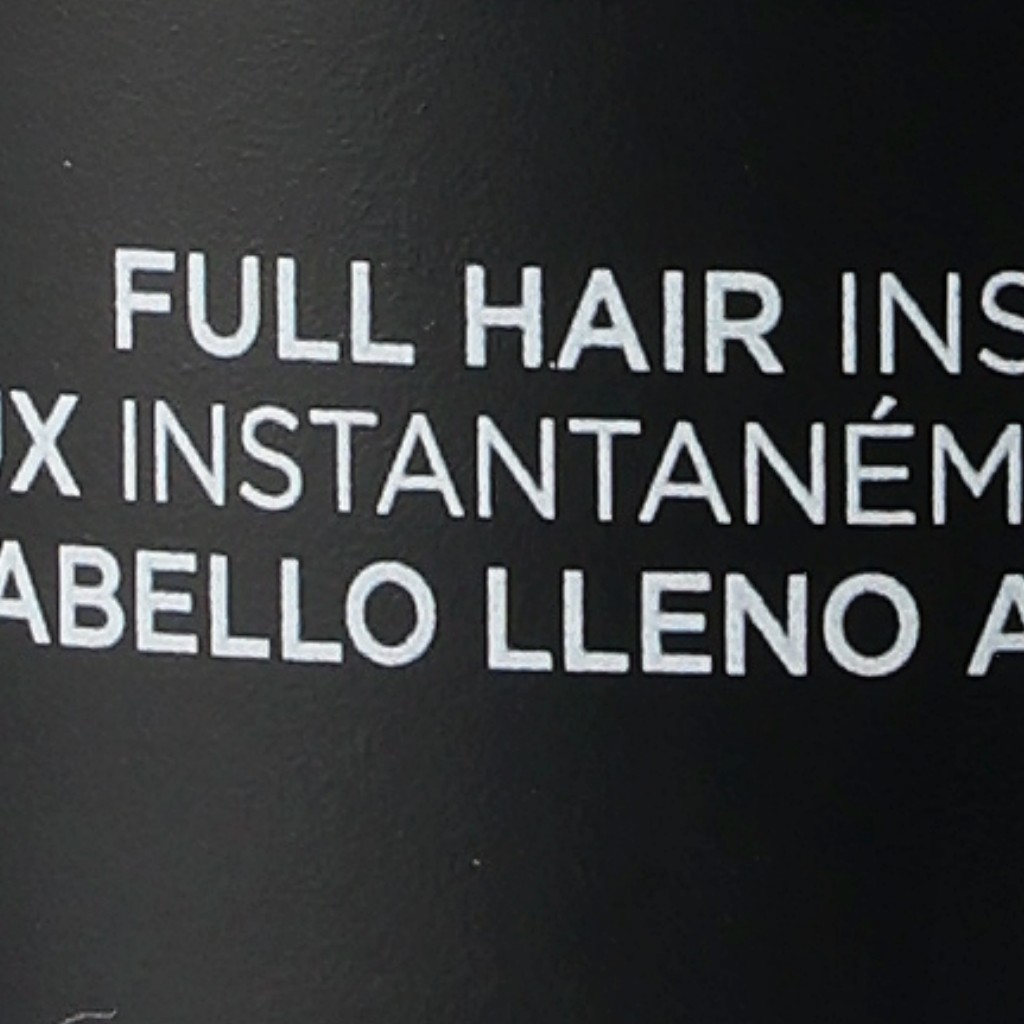 FULL HAIR INS
UX INSTANTANÉM
ABELLO LLENO A